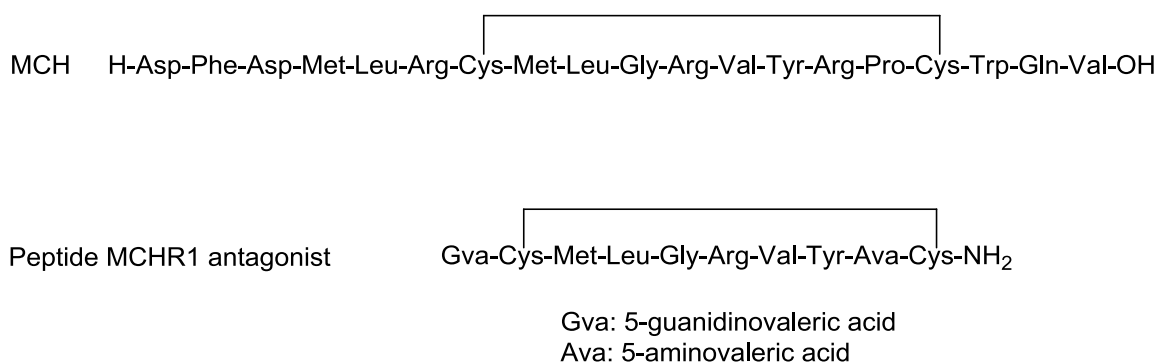 MCH H-Asp-Phe-Asp-Met-Leu-Arg-Cys-Met-Leu-Gly-Arg-Val-Tyr-Arg-Pro-Cys-Trp-Gln-Val-OH
Peptide MCHR1 antagonist Gva-Cys-Met-Leu-Gly-Arg-Val-Tyr-Ava-Cys-NH₂
Gva: 5-guanidinovaleric acid
Ava: 5-aminovaleric acid